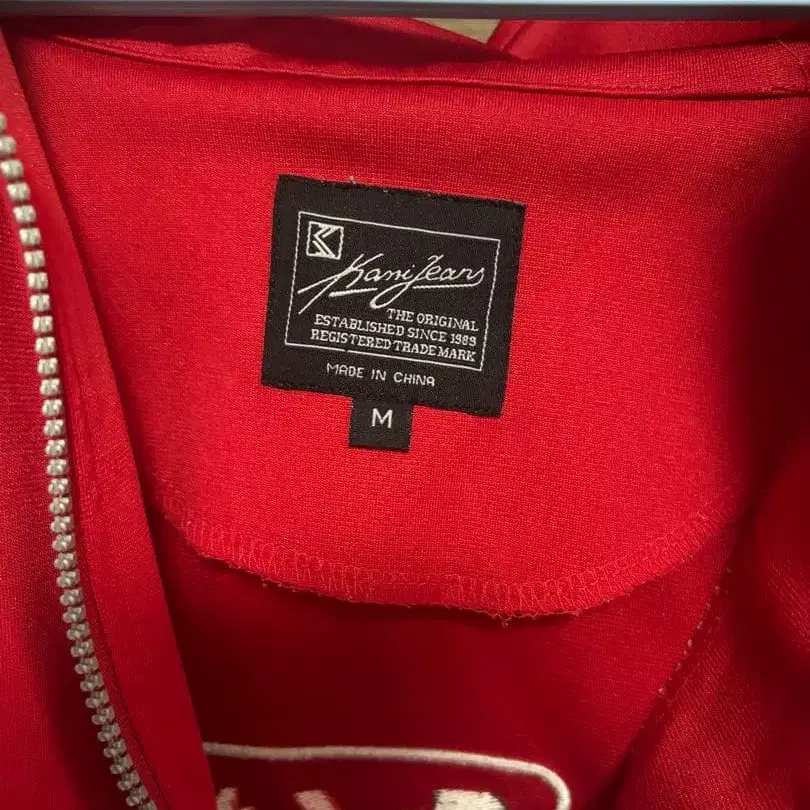 Kani Jeans
THE ORIGINAL
ESTABLISHED SINCE 1989
REGISTERED TRADE MARK
MADE IN CHINA
M